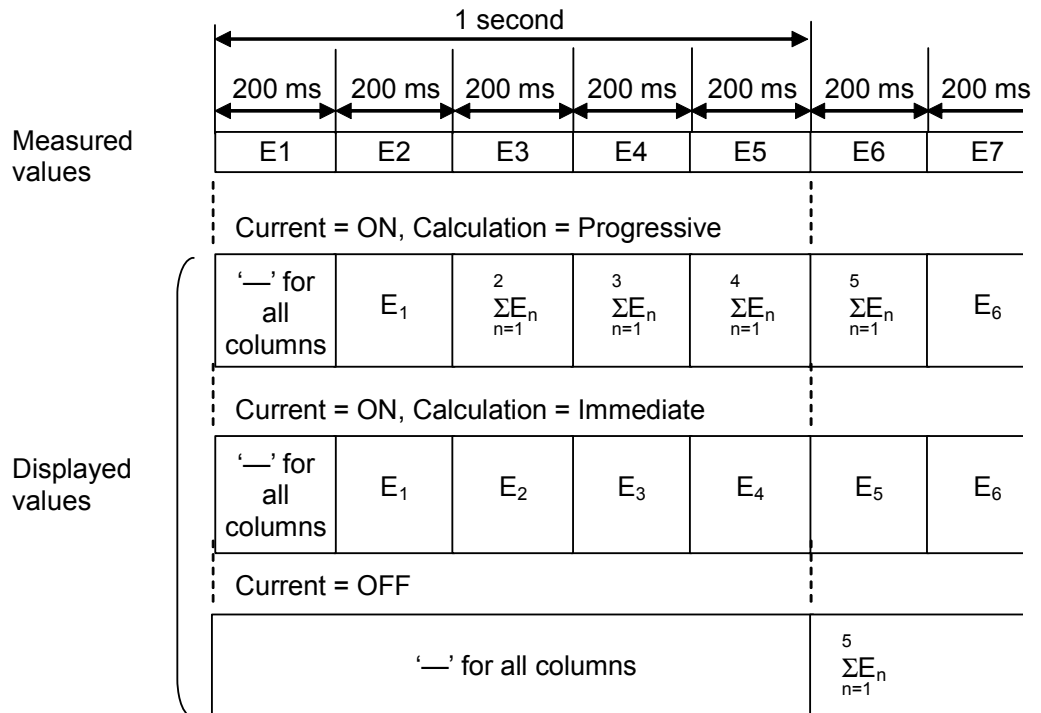 1 second
200 ms 200 ms 200 ms 200 ms 200 ms 200 ms 200 ms
Measured values
E1 E2 E3 E4 E5 E6 E7
Current = ON, Calculation = Progressive
‘—’ for all columns
E₁
2 ΣEₙ n=1
3 ΣEₙ n=1
4 ΣEₙ n=1
5 ΣEₙ n=1
E₆
Displayed values
Current = ON, Calculation = Immediate
‘—’ for all columns
E₁ E₂ E₃ E₄ E₅ E₆
Current = OFF
‘—’ for all columns
5 ΣEₙ n=1